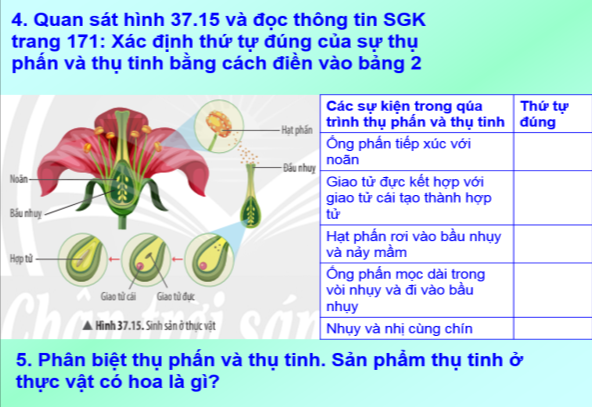 4. Quan sát hình 37.15 và đọc thông tin SGK
trang 171: Xác định thứ tự đúng của sự thụ
phấn và thụ tinh bằng cách điền vào bảng 2
Hạt phấn
Đầu nhuỵ
Noãn
Bầu nhuỵ
Hợp tử
Giao tử cái
Giao tử đực
▲ Hình 37.15. Sinh sản ở thực vật
Chân trời sáng
Các sự kiện trong qúa
trình thụ phấn và thụ tinh
Thứ tự
đúng
Ống phấn tiếp xúc với
noãn
Giao tử đực kết hợp với
giao tử cái tạo thành hợp
tử
Hạt phấn rơi vào bầu nhụy
và nảy mầm
Ống phấn mọc dài trong
vòi nhụy và đi vào bầu
nhụy
Nhụy và nhị cùng chín
5. Phân biệt thụ phấn và thụ tinh. Sản phẩm thụ tinh ở
thực vật có hoa là gì?